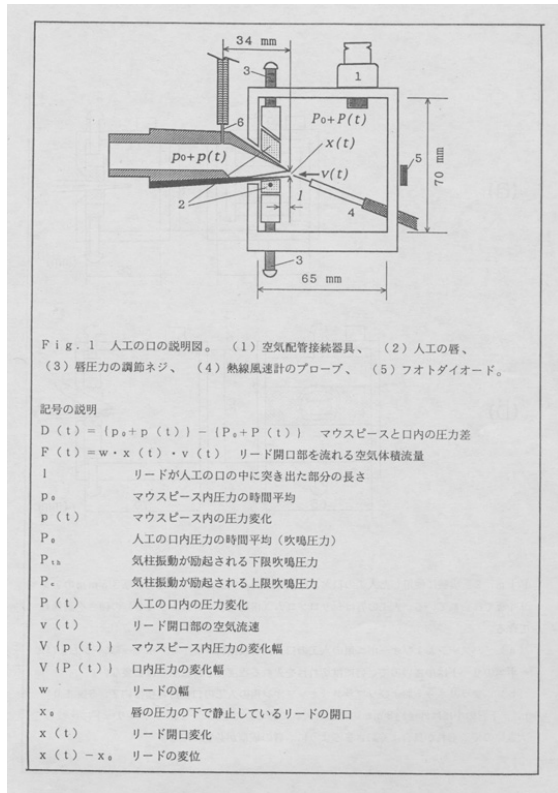 34 mm
3
1
P₀+P(t)
6
x(t)
p₀+p(t)
5
v(t)
70 mm
2
l
4
3
65 mm
Fig. 1 人工の口の説明図。 (1) 空気配管接続器具、 (2) 人工の唇、
(3) 唇圧力の調節ネジ、 (4) 熱線風速計のプローブ、 (5) フオトダイオード。
記号の説明
D (t) = {p₀+p (t)} − {P₀+P (t)} マウスピースと口内の圧力差
F (t) =w・x (t)・v (t) リード開口部を流れる空気体積流量
l リードが人工の口の中に突き出た部分の長さ
p₀ マウスピース内圧力の時間平均
p (t) マウスピース内の圧力変化
P₀ 人工の口内圧力の時間平均 (吹鳴圧力)
Pₜₕ 気柱振動が励起される下限吹鳴圧力
P꜀ 気柱振動が励起される上限吹鳴圧力
P (t) 人工の口内の圧力変化
v (t) リード開口部の空気流速
V {p (t)} マウスピース内圧力の変化幅
V {P (t)} 口内圧力の変化幅
w リードの幅
x₀ 唇の圧力の下で静止しているリードの開口
x (t) リード開口変化
x (t) −x₀ リードの変位